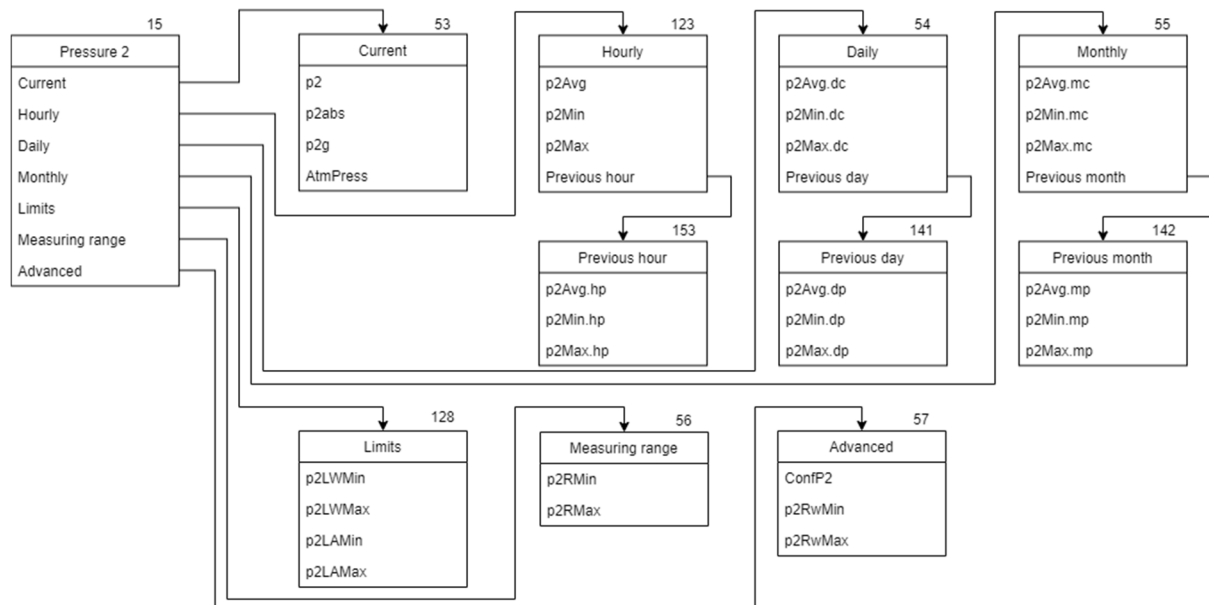 15
Pressure 2
Current
Hourly
Daily
Monthly
Limits
Measuring range
Advanced
53
Current
p2
p2abs
p2g
AtmPress
123
Hourly
p2Avg
p2Min
p2Max
Previous hour
54
Daily
p2Avg.dc
p2Min.dc
p2Max.dc
Previous day
55
Monthly
p2Avg.mc
p2Min.mc
p2Max.mc
Previous month
153
Previous hour
p2Avg.hp
p2Min.hp
p2Max.hp
141
Previous day
p2Avg.dp
p2Min.dp
p2Max.dp
142
Previous month
p2Avg.mp
p2Min.mp
p2Max.mp
128
Limits
p2LWMin
p2LWMax
p2LAMin
p2LAMax
56
Measuring range
p2RMin
p2RMax
57
Advanced
ConfP2
p2RwMin
p2RwMax